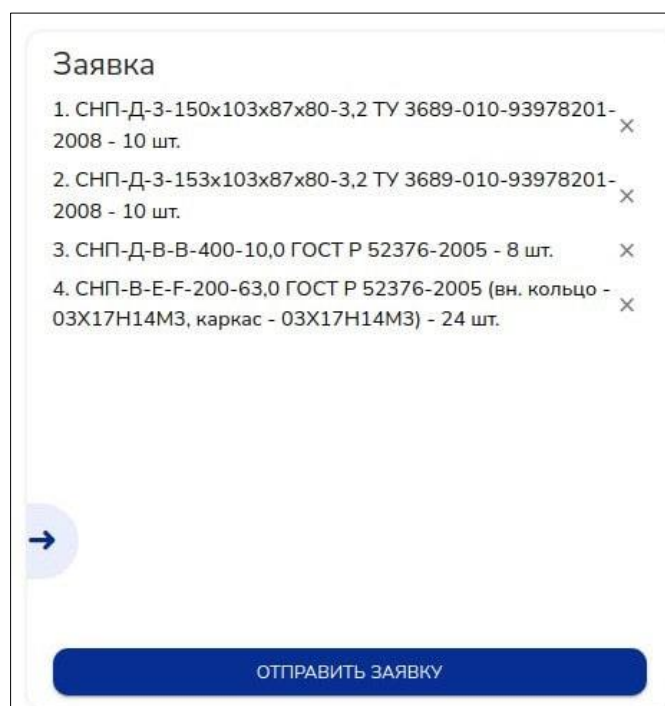 Заявка
1. СНП-Д-3-150х103х87х80-3,2 ТУ 3689-010-93978201-
2008 - 10 шт.
2. СНП-Д-3-153х103х87х80-3,2 ТУ 3689-010-93978201-
2008 - 10 шт.
3. СНП-Д-В-В-400-10,0 ГОСТ Р 52376-2005 - 8 шт.
4. СНП-В-Е-F-200-63,0 ГОСТ Р 52376-2005 (вн. кольцо -
03Х17Н14М3, каркас - 03Х17Н14М3) - 24 шт.
ОТПРАВИТЬ ЗАЯВКУ